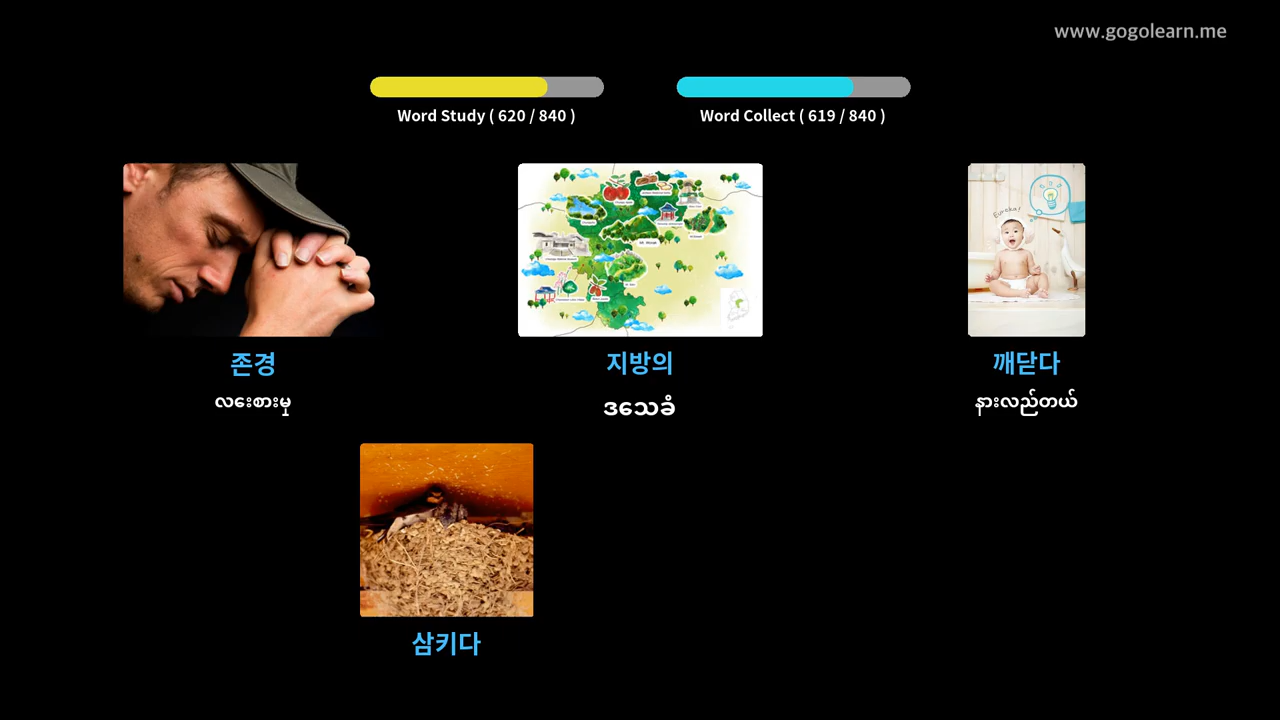 www.gogolearn.me
Word Study ( 620 / 840 )
Word Collect ( 619 / 840 )
Eureka!
존경
လေးစားမှု
지방의
ဒေသခံ
깨닫다
နားလည်တယ်
삼키다